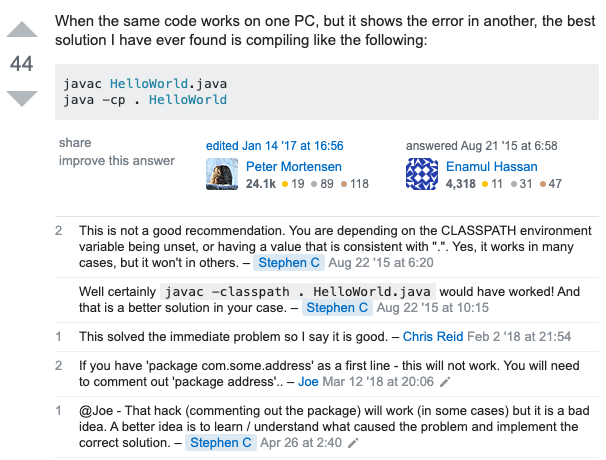 When the same code works on one PC, but it shows the error in another, the best
solution I have ever found is compiling like the following:
44
javac HelloWorld.java
java -cp . HelloWorld
share
improve this answer
edited Jan 14 '17 at 16:56
Peter Mortensen
24.1k ●19 ●89 ●118
answered Aug 21 '15 at 6:58
Enamul Hassan
4,318 ●11 ●31 ●47
2 This is not a good recommendation. You are depending on the CLASSPATH environment
variable being unset, or having a value that is consistent with ".". Yes, it works in many
cases, but it won't in others. – Stephen C Aug 22 '15 at 6:20
Well certainly javac -classpath . HelloWorld.java would have worked! And
that is a better solution in your case. – Stephen C Aug 22 '15 at 10:15
1 This solved the immediate problem so I say it is good. – Chris Reid Feb 2 '18 at 21:54
2 If you have 'package com.some.address' as a first line - this will not work. You will need
to comment out 'package address'.. – Joe Mar 12 '18 at 20:06
1 @Joe - That hack (commenting out the package) will work (in some cases) but it is a bad
idea. A better idea is to learn / understand what caused the problem and implement the
correct solution. – Stephen C Apr 26 at 2:40